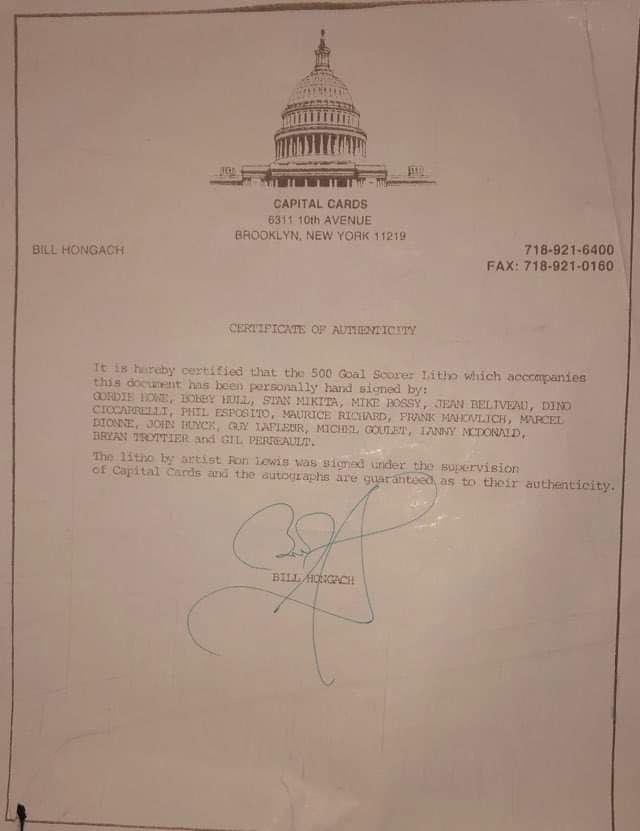 CAPITAL CARDS
6311 10th AVENUE
BROOKLYN, NEW YORK 11219
BILL HONGACH
718-921-6400
FAX: 718-921-0160
CERTIFICATE OF AUTHENTICITY
It is hereby certified that the 500 Goal Scorer Litho which accompanies
this document has been personally hand signed by:
GORDIE HOWE, BOBBY HULL, STAN MIKITA, MIKE BOSSY, JEAN BELIVEAU, DINO
CICCARRELLI, PHIL ESPOSITO, MAURICE RICHARD, FRANK MAHOVLICH, MARCEL
DIONNE, JOHN BUYCK, GUY LAFLEUR, MICHEL GOULET, LANNY MCDONALD,
BRYAN TROTTIER and GIL PERREAULT.
The litho by artist Ron Lewis was signed under the supervision
of Capital Cards and the autographs are guaranteed as to their authenticity.
BILL HONGACH